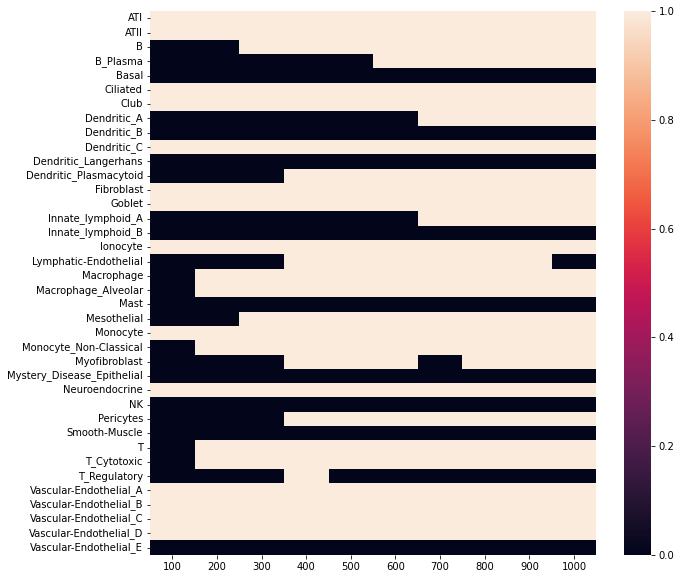 ATI
ATII
B
B_Plasma
Basal
Ciliated
Club
Dendritic_A
Dendritic_B
Dendritic_C
Dendritic_Langerhans
Dendritic_Plasmacytoid
Fibroblast
Goblet
Innate_lymphoid_A
Innate_lymphoid_B
Ionocyte
Lymphatic-Endothelial
Macrophage
Macrophage_Alveolar
Mast
Mesothelial
Monocyte
Monocyte_Non-Classical
Myofibroblast
Mystery_Disease_Epithelial
Neuroendocrine
NK
Pericytes
Smooth-Muscle
T
T_Cytotoxic
T_Regulatory
Vascular-Endothelial_A
Vascular-Endothelial_B
Vascular-Endothelial_C
Vascular-Endothelial_D
Vascular-Endothelial_E
100 200 300 400 500 600 700 800 900 1000
1.0
0.8
0.6
0.4
0.2
0.0